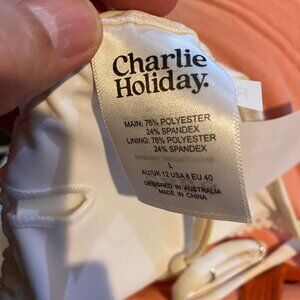 Charlie
Holiday.
MAIN: 76% POLYESTER
24% SPANDEX
LINING: 76% POLYESTER
24% SPANDEX
L
AU/UK 12 USA 8 EU 40
DESIGNED IN AUSTRALIA
MADE IN CHINA